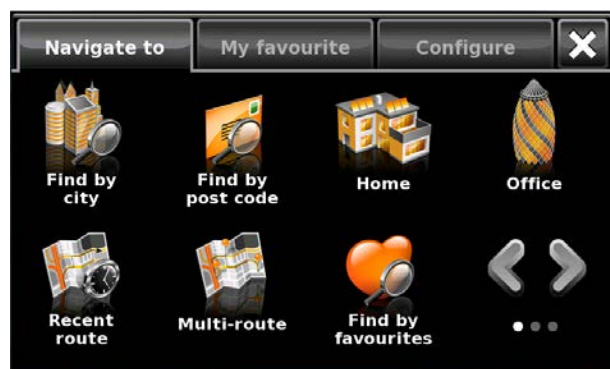 Navigate to
My favourite
Configure
Find by
city
Find by
post code
Home
Office
Recent
route
Multi-route
Find by
favourites